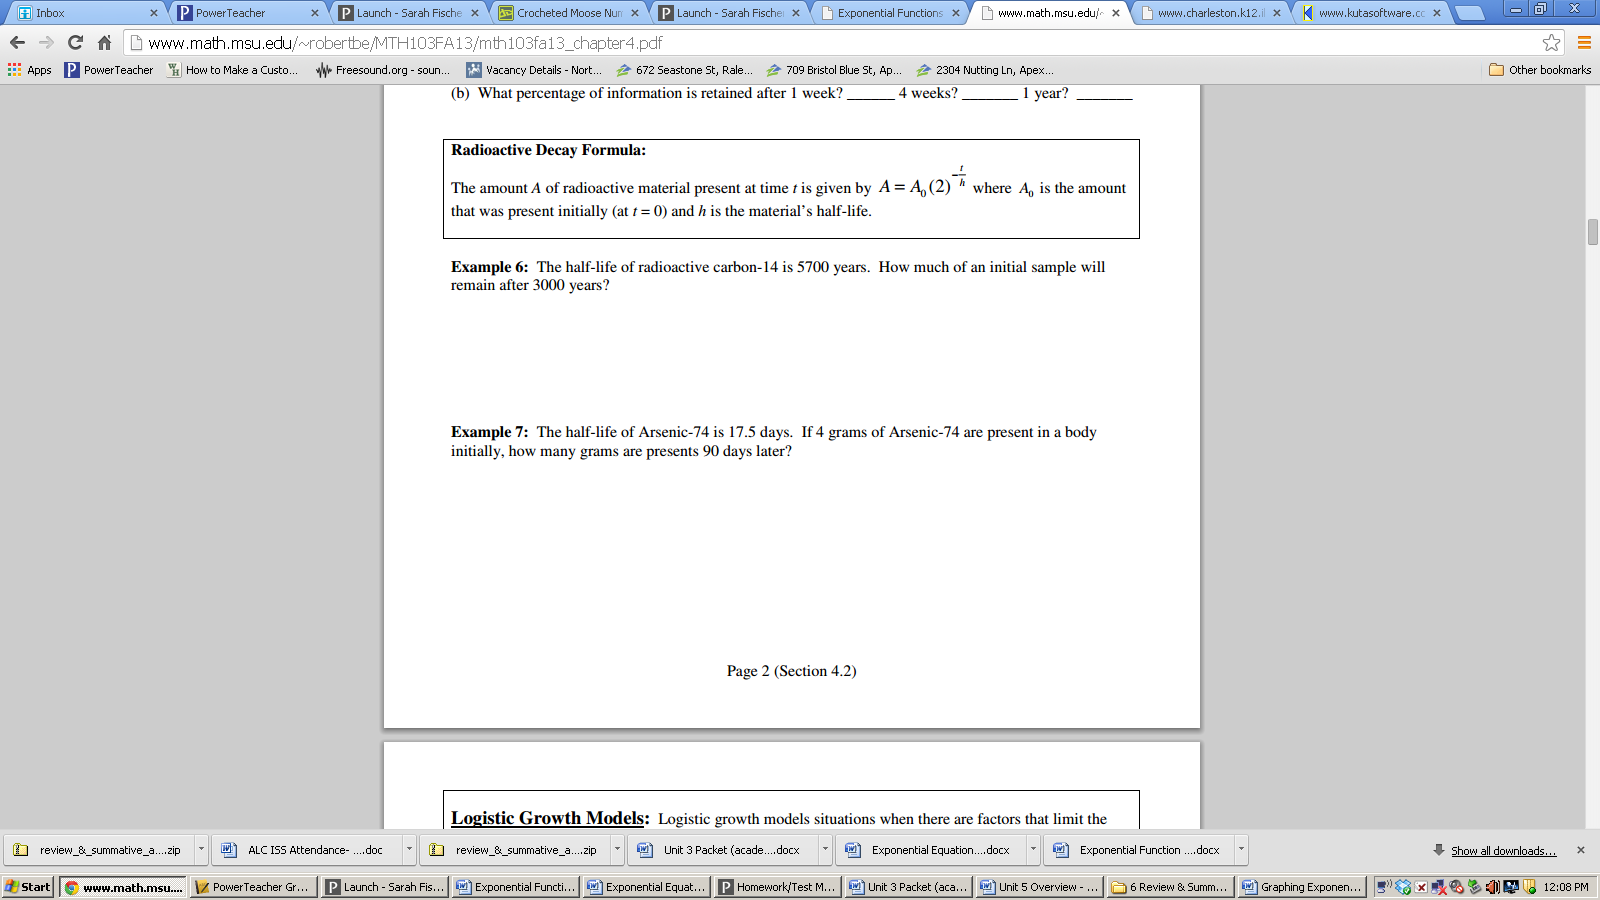 Inbox
PowerTeacher
Launch - Sarah Fische
Crocheted Moose Num
Launch - Sarah Fischer
Exponential Functions
www.math.msu.edu/~
www.charleston.k12.il
www.kutasoftware.cc
www.math.msu.edu/~robertbe/MTH103FA13/mth103fa13_chapter4.pdf
Apps
PowerTeacher
How to Make a Custo...
Freesound.org - soun...
Vacancy Details - Nort...
672 Seastone St, Rale...
709 Bristol Blue St, Ap...
2304 Nutting Ln, Apex...
Other bookmarks
(b) What percentage of information is retained after 1 week? ______ 4 weeks? _______ 1 year? _______
Radioactive Decay Formula:
The amount A of radioactive material present at time t is given by A = A₀(2)^(-t/h) where A₀ is the amount
that was present initially (at t = 0) and h is the material's half-life.
Example 6: The half-life of radioactive carbon-14 is 5700 years. How much of an initial sample will
remain after 3000 years?
Example 7: The half-life of Arsenic-74 is 17.5 days. If 4 grams of Arsenic-74 are present in a body
initially, how many grams are presents 90 days later?
Page 2 (Section 4.2)
Logistic Growth Models: Logistic growth models situations when there are factors that limit the
review_&_summative_a....zip
ALC ISS Attendance- ....doc
review_&_summative_a....zip
Unit 3 Packet (acade....docx
Exponential Equation....docx
Exponential Function ....docx
Show all downloads...
Start
www.math.msu....
PowerTeacher Gr...
Launch - Sarah Fis...
Exponential Functi...
Exponential Equat...
Homework/Test M...
Unit 3 Packet (aca...
Unit 5 Overview - ...
6 Review & Summ...
Graphing Exponen...
12:08 PM